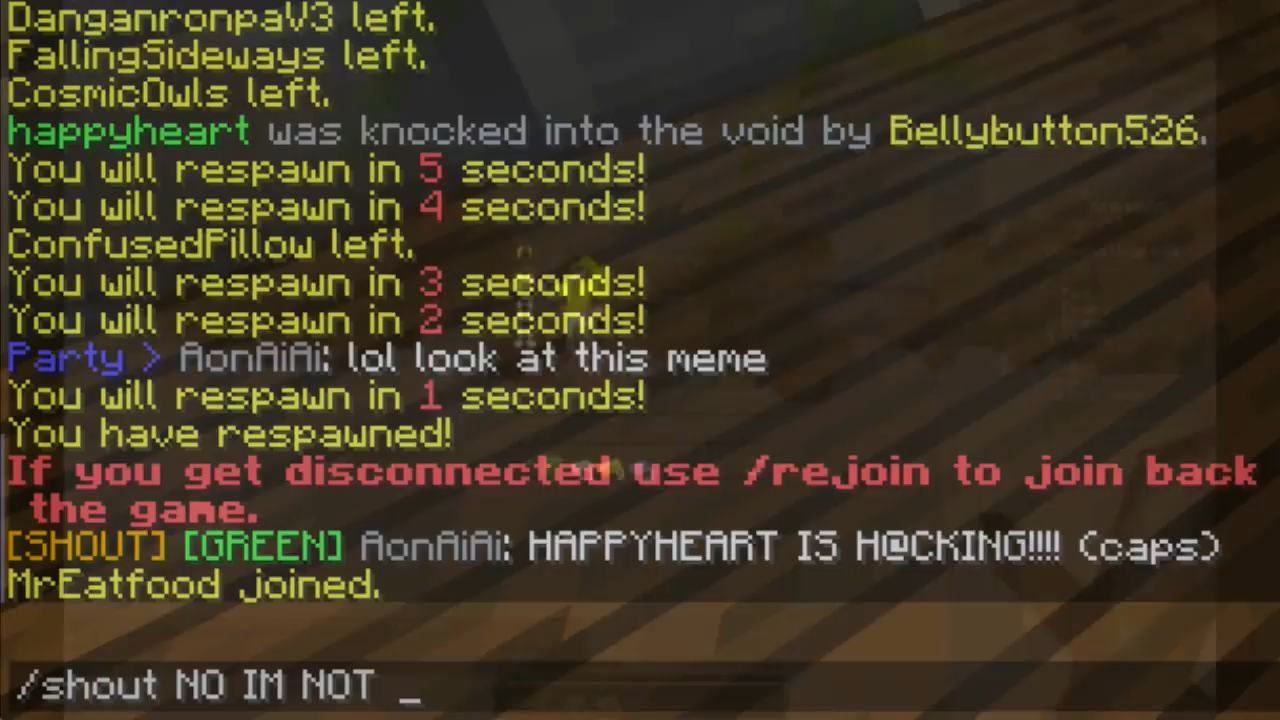 DanganronpaV3 left.
FallingSideways left.
CosmicOwls left.
happyheart was knocked into the void by Bellybutton526.
You will respawn in 5 seconds!
You will respawn in 4 seconds!
ConfusedPillow left.
You will respawn in 3 seconds!
You will respawn in 2 seconds!
Party > AonAiAi: lol look at this meme
You will respawn in 1 seconds!
You have respawned!
If you get disconnected use /rejoin to join back
the game.
[SHOUT] [GREEN] AonAiAi: HAPPYHEART IS H@CKING!!!! (caps)
MrEatfood joined.
/shout NO IM NOT _